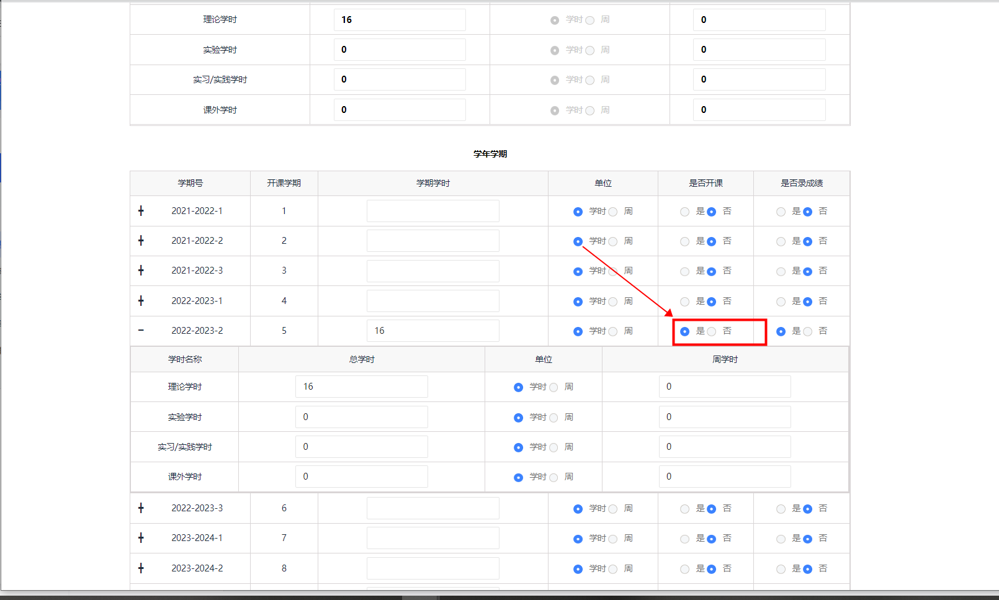 理论学时 16 学时 周 0
实验学时 0 学时 周 0
实习/实践学时 0 学时 周 0
课外学时 0 学时 周 0
学年学期
学期号 开课学期 学期学时 单位 是否开课 是否录成绩
2021-2022-1 1 学时 周 是 否 是 否
2021-2022-2 2 学时 周 是 否 是 否
2021-2022-3 3 学时 周 是 否 是 否
2022-2023-1 4 学时 周 是 否 是 否
2022-2023-2 5 16 学时 周 是 否 是 否
学时名称 总学时 单位 周学时
理论学时 16 学时 周 0
实验学时 0 学时 周 0
实习/实践学时 0 学时 周 0
课外学时 0 学时 周 0
2022-2023-3 6 学时 周 是 否 是 否
2023-2024-1 7 学时 周 是 否 是 否
2023-2024-2 8 学时 周 是 否 是 否